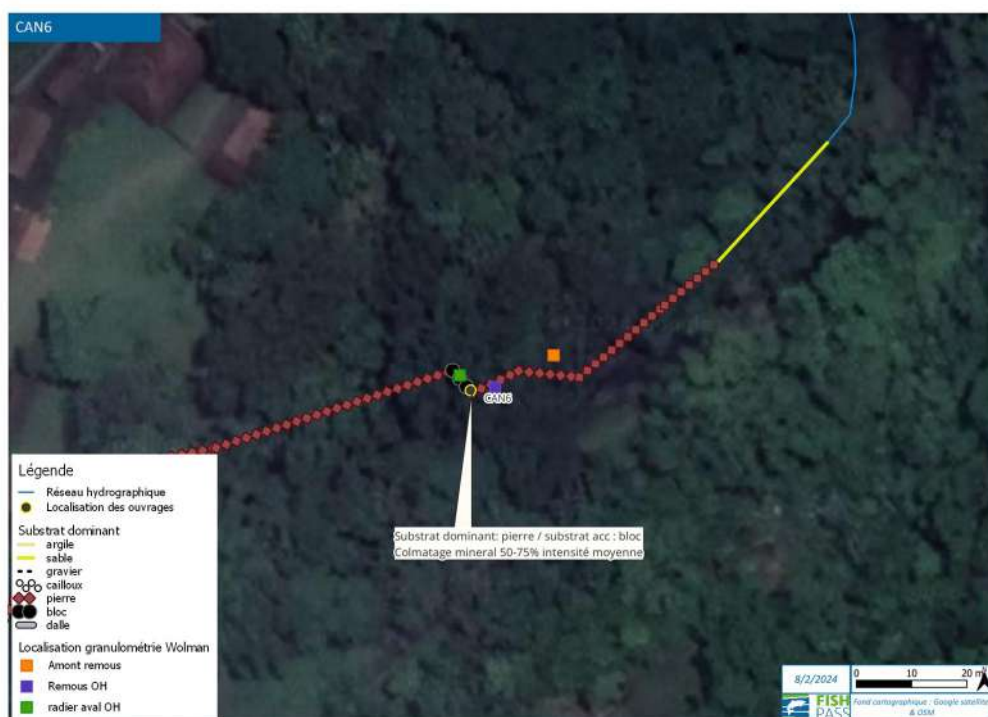 CAN6
CAN6
Substrat dominant: pierre / substrat acc : bloc
Colmatage mineral 50-75% intensité moyenne
Légende
Réseau hydrographique
Localisation des ouvrages
Substrat dominant
argile
sable
gravier
cailloux
pierre
bloc
dalle
Localisation granulométrie Wolman
Amont remous
Remous OH
radier aval OH
8/2/2024
0 10 20 m
N
FISH
PASS
Fond cartographique : Google satellite
& OSM